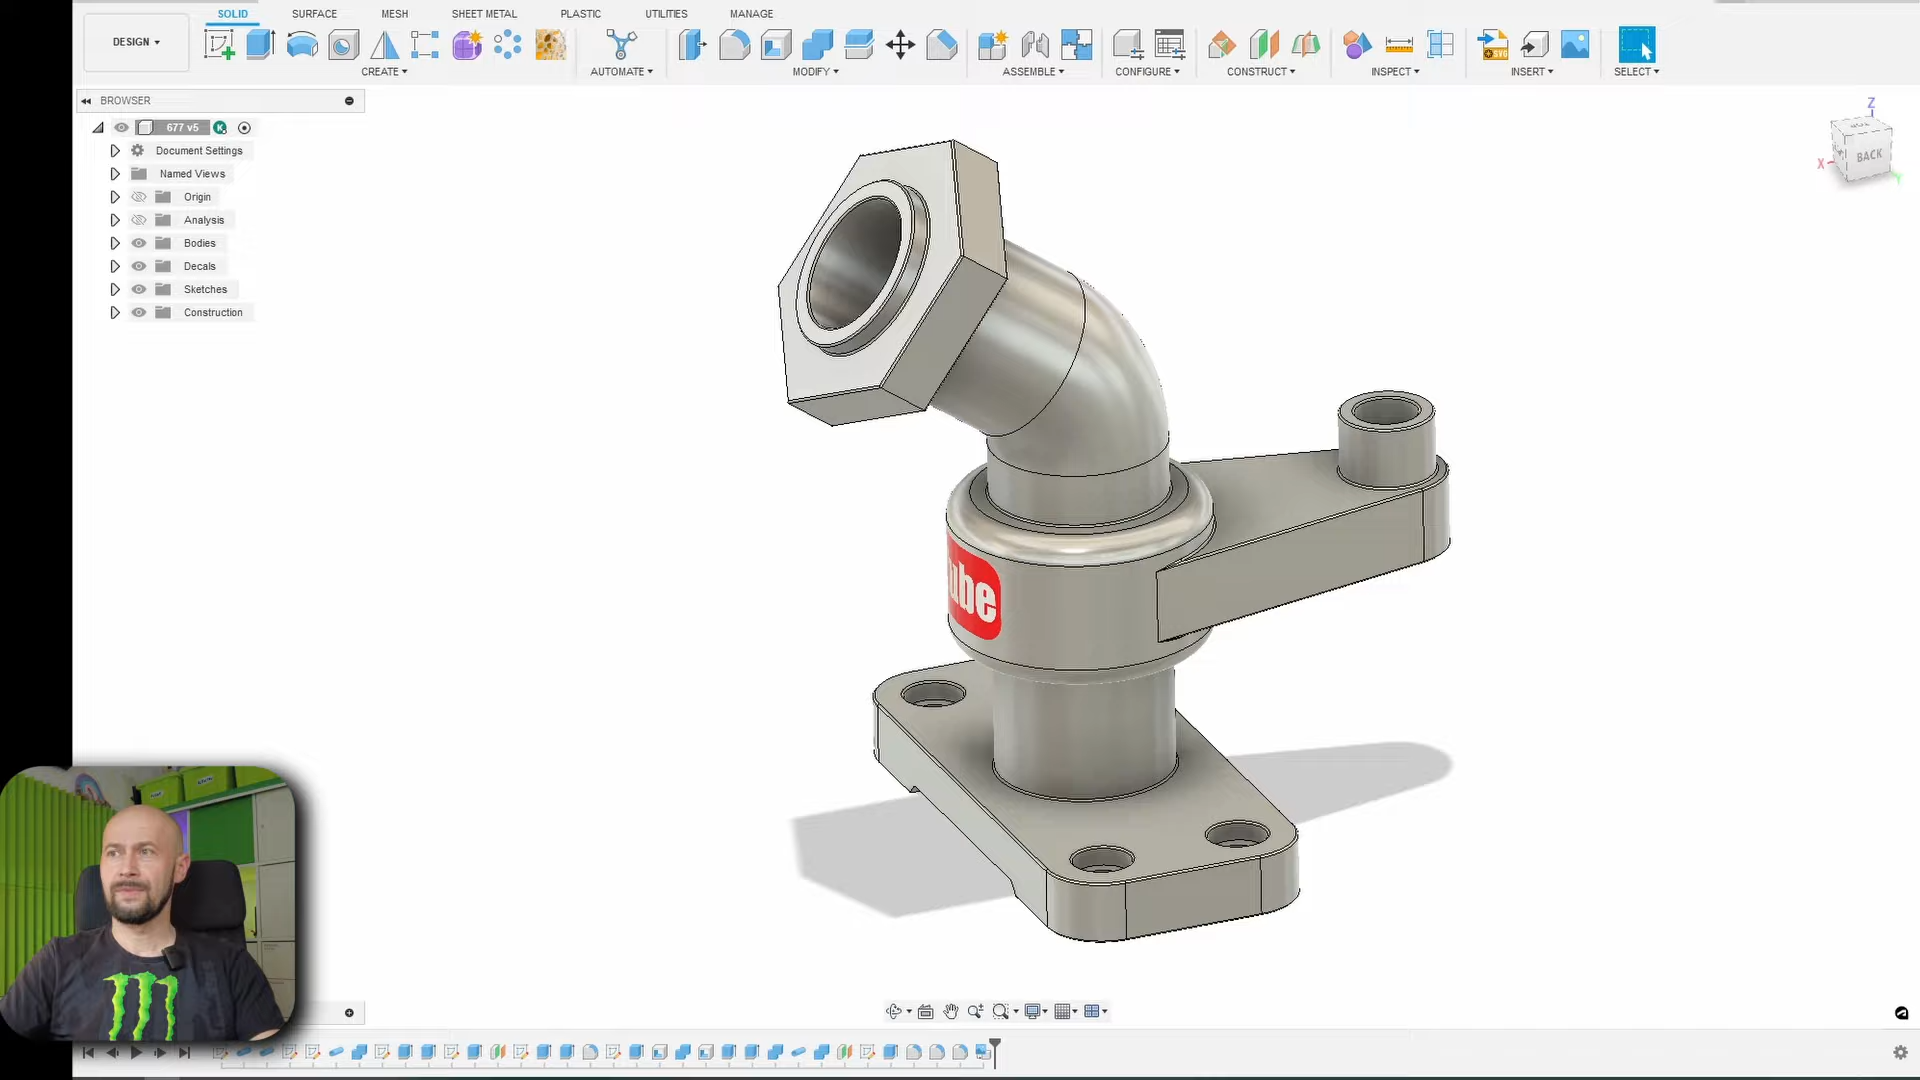 SOLID SURFACE MESH SHEET METAL PLASTIC UTILITIES MANAGE
DESIGN
CREATE AUTOMATE MODIFY ASSEMBLE CONFIGURE CONSTRUCT INSPECT INSERT SELECT
BROWSER
677 v5
Document Settings
Named Views
Origin
Analysis
Bodies
Decals
Sketches
Construction
Z
X
BACK
ube